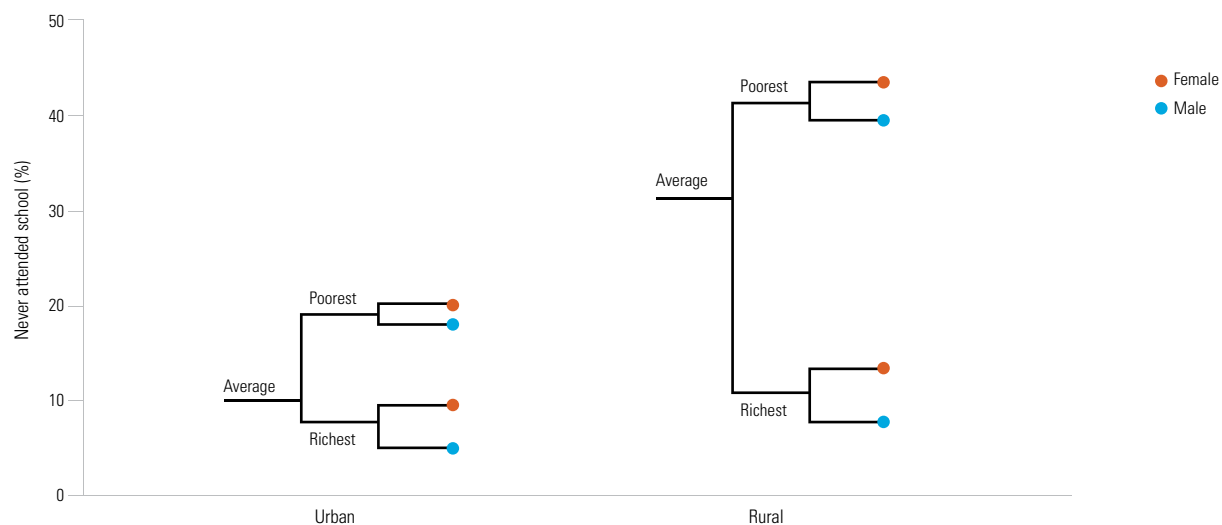 50
40
30
20
10
0
Never attended school (%)
Average
Poorest
Richest
Urban
Average
Poorest
Richest
Rural
Female
Male